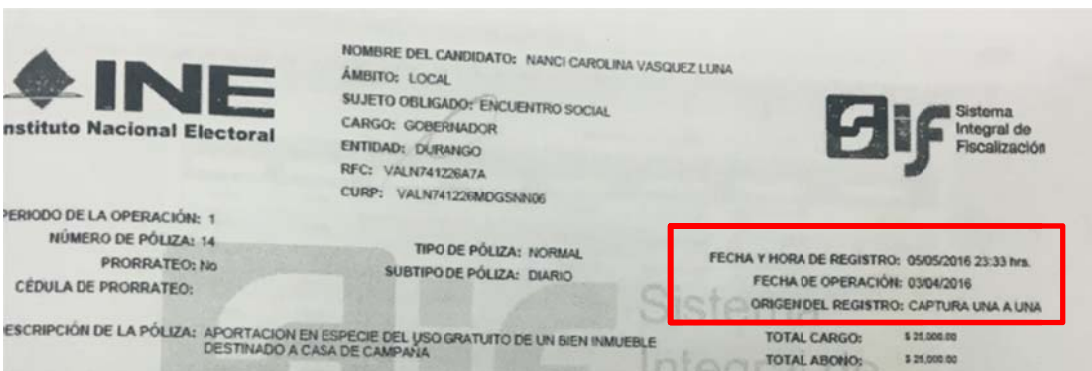 INE
nstituto Nacional Electoral
NOMBRE DEL CANDIDATO: NANCI CAROLINA VASQUEZ LUNA
ÁMBITO: LOCAL
SUJETO OBLIGADO: ENCUENTRO SOCIAL
CARGO: GOBERNADOR
ENTIDAD: DURANGO
RFC: VALN741226A7A
CURP: VALN741226MDGSNN06
sif Sistema
Integral de
Fiscalización
PERIODO DE LA OPERACIÓN: 1
NÚMERO DE PÓLIZA: 14
PRORRATEO: No
CÉDULA DE PRORRATEO:
TIPO DE PÓLIZA: NORMAL
SUBTIPO DE PÓLIZA: DIARIO
FECHA Y HORA DE REGISTRO: 05/05/2016 23:33 hrs.
FECHA DE OPERACIÓN: 03/04/2016
ORIGEN DEL REGISTRO: CAPTURA UNA A UNA
ESCRIPCIÓN DE LA PÓLIZA: APORTACION EN ESPECIE DEL USO GRATUITO DE UN BIEN INMUEBLE
DESTINADO A CASA DE CAMPAÑA
TOTAL CARGO: $ 21,000.00
TOTAL ABONO: $ 21,000.00
Sistema
Integral de